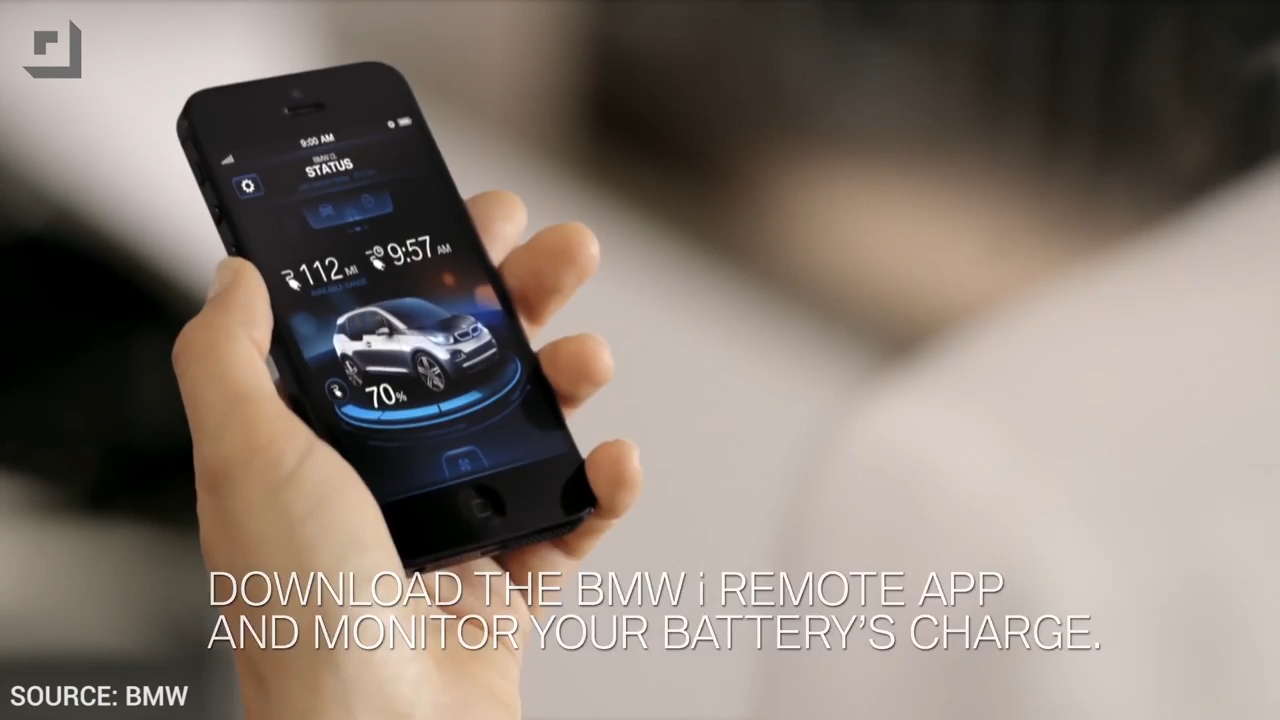 9:00 AM
STATUS
112 MI
9:57 AM
70%
DOWNLOAD THE BMW i REMOTE APP
AND MONITOR YOUR BATTERY'S CHARGE.
SOURCE: BMW